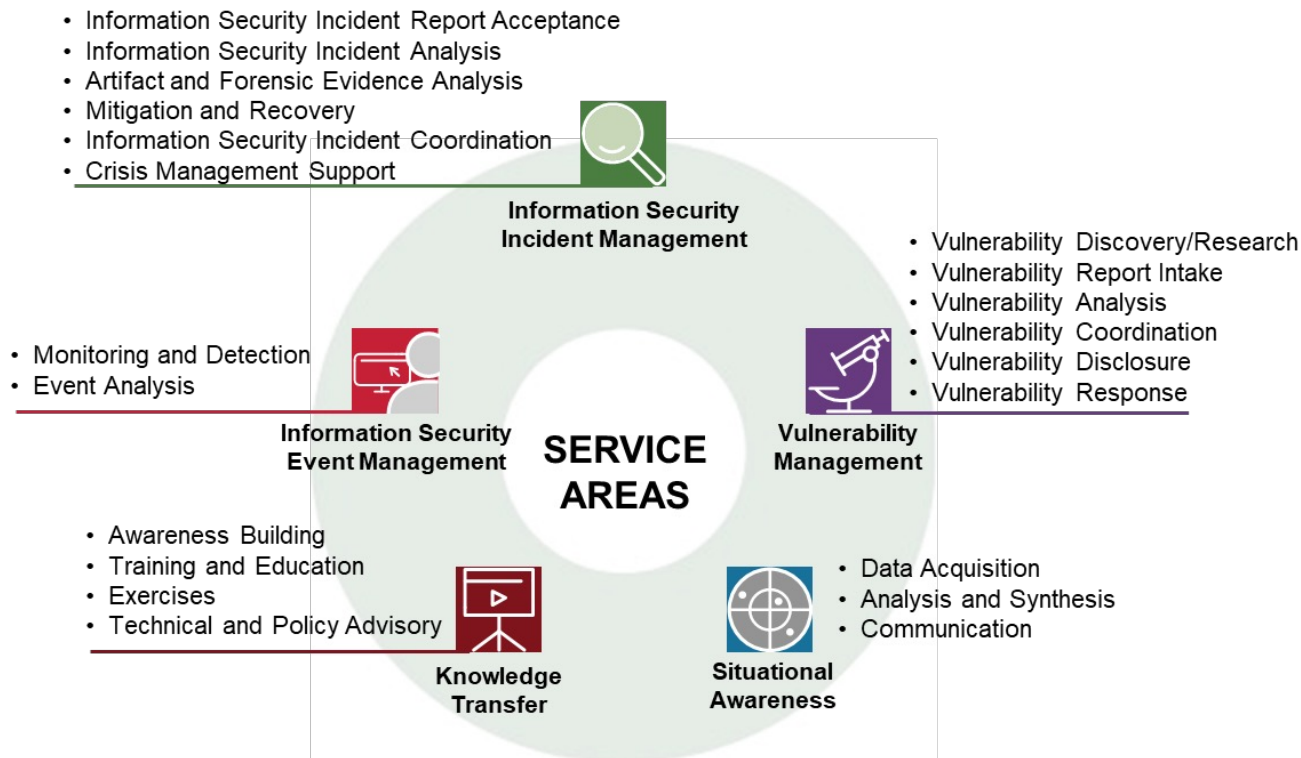 • Information Security Incident Report Acceptance
• Information Security Incident Analysis
• Artifact and Forensic Evidence Analysis
• Mitigation and Recovery
• Information Security Incident Coordination
• Crisis Management Support
Information Security
Incident Management
• Vulnerability Discovery/Research
• Vulnerability Report Intake
• Vulnerability Analysis
• Vulnerability Coordination
• Vulnerability Disclosure
• Vulnerability Response
Vulnerability
Management
• Monitoring and Detection
• Event Analysis
Information Security
Event Management
SERVICE
AREAS
• Awareness Building
• Training and Education
• Exercises
• Technical and Policy Advisory
Knowledge
Transfer
• Data Acquisition
• Analysis and Synthesis
• Communication
Situational
Awareness